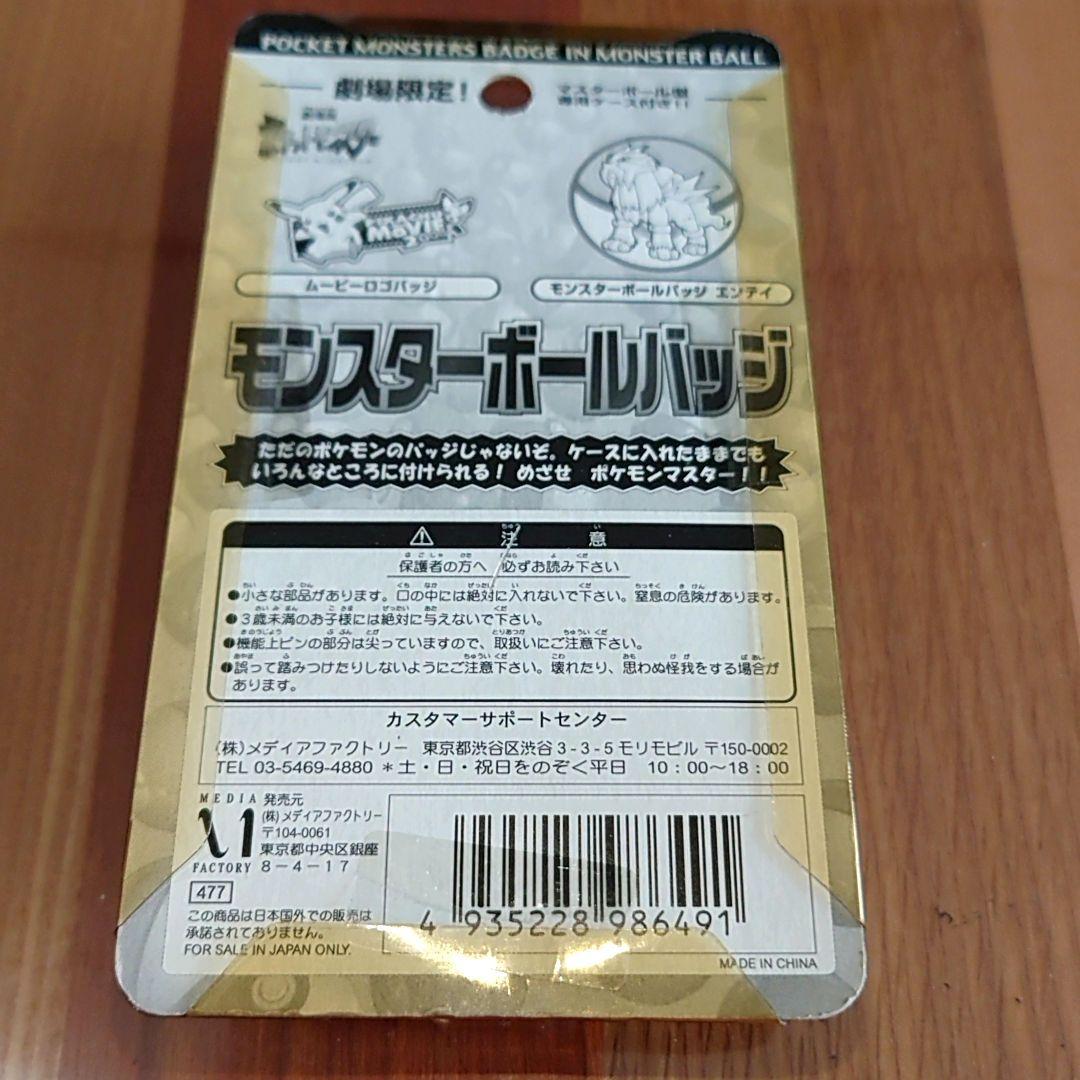 POCKET MONSTERS BADGE IN MONSTER BALL
劇場限定!
マスターボール型
専用ケース付き!!
劇場版
MOVIE
ムービーロゴバッジ
モンスターボールバッジ エンテイ
モンスターボールバッジ
ただのポケモンのバッジじゃないぞ。ケースに入れたままでも
いろんなところに付けられる! めざせ ポケモンマスター!!
注意
保護者の方へ 必ずお読み下さい
●小さな部品があります。口の中には絶対に入れないで下さい。窒息の危険があります。
●3歳未満のお子様には絶対に与えないで下さい。
●機能上ピンの部分は尖っていますので、取扱いにご注意下さい。
●誤って踏みつけたりしないようにご注意下さい。壊れたり、思わぬ怪我をする場合が
あります。
カスタマーサポートセンター
(株)メディアファクトリー 東京都渋谷区渋谷3-3-5モリモビル 〒150-0002
TEL 03-5469-4880 *土・日・祝日をのぞく平日 10:00〜18:00
MEDIA FACTORY
発売元
(株)メディアファクトリー
〒104-0061
東京都中央区銀座
8-4-17
477
この商品は日本国外での販売は
承諾されておりません。
FOR SALE IN JAPAN ONLY.
4 935228 986491
MADE IN CHINA